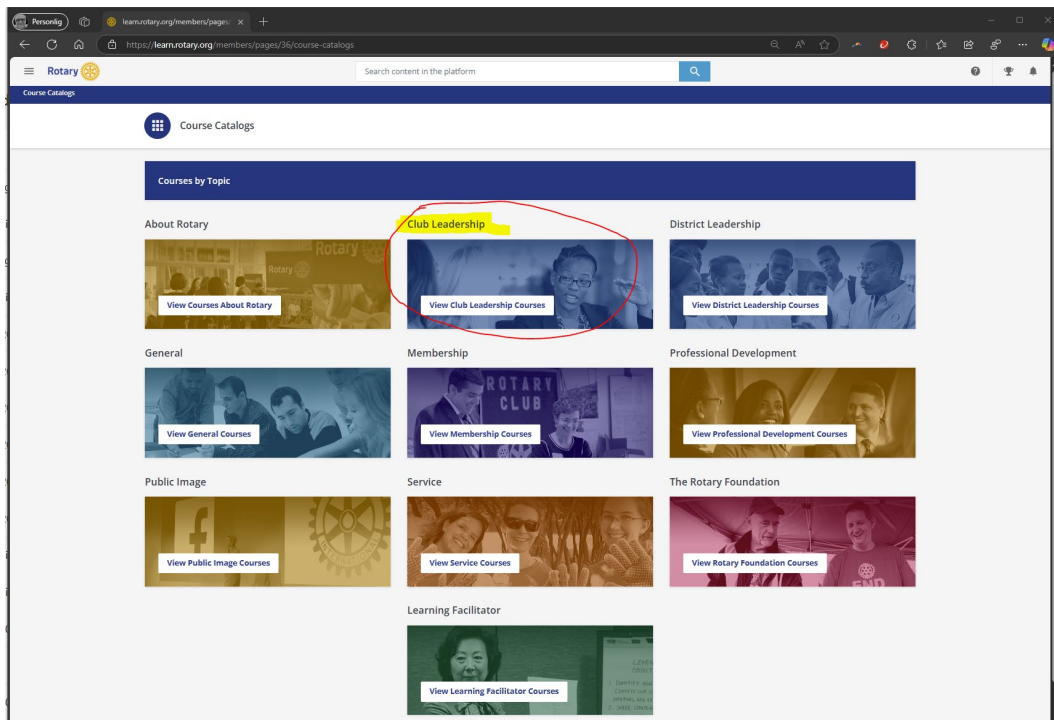 Personlig
learn.rotary.org/members/pages/
https://learn.rotary.org/members/pages/36/course-catalogs
Rotary
Search content in the platform
Course Catalogs
Course Catalogs
Courses by Topic
About Rotary
Club Leadership
District Leadership
Rotary
Rotary
View Courses About Rotary
View Club Leadership Courses
View District Leadership Courses
General
Membership
Professional Development
ROTARY
CLUB
View General Courses
View Membership Courses
View Professional Development Courses
Public Image
Service
The Rotary Foundation
View Public Image Courses
View Service Courses
View Rotary Foundation Courses
END
Learning Facilitator
View Learning Facilitator Courses